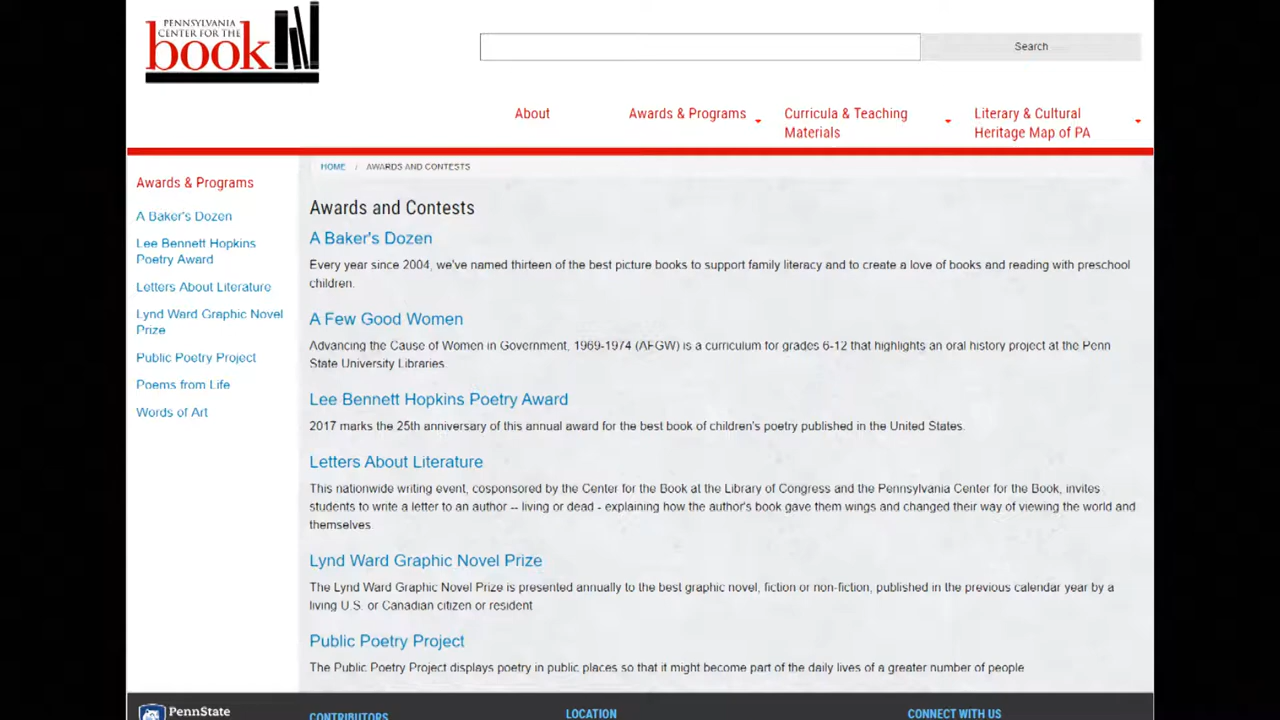 PENNSYLVANIA
CENTER FOR THE
book
Search
About
Awards & Programs
Curricula & Teaching
Materials
Literary & Cultural
Heritage Map of PA
Awards & Programs
A Baker's Dozen
Lee Bennett Hopkins
Poetry Award
Letters About Literature
Lynd Ward Graphic Novel
Prize
Public Poetry Project
Poems from Life
Words of Art
HOME / AWARDS AND CONTESTS
Awards and Contests
A Baker's Dozen
Every year since 2004, we've named thirteen of the best picture books to support family literacy and to create a love of books and reading with preschool
children.
A Few Good Women
Advancing the Cause of Women in Government, 1969-1974 (AFGW) is a curriculum for grades 6-12 that highlights an oral history project at the Penn
State University Libraries.
Lee Bennett Hopkins Poetry Award
2017 marks the 25th anniversary of this annual award for the best book of children's poetry published in the United States.
Letters About Literature
This nationwide writing event, cosponsored by the Center for the Book at the Library of Congress and the Pennsylvania Center for the Book, invites
students to write a letter to an author -- living or dead - explaining how the author's book gave them wings and changed their way of viewing the world and
themselves
Lynd Ward Graphic Novel Prize
The Lynd Ward Graphic Novel Prize is presented annually to the best graphic novel, fiction or non-fiction, published in the previous calendar year by a
living U.S. or Canadian citizen or resident
Public Poetry Project
The Public Poetry Project displays poetry in public places so that it might become part of the daily lives of a greater number of people
PennState
CONTRIBUTORS
LOCATION
CONNECT WITH US